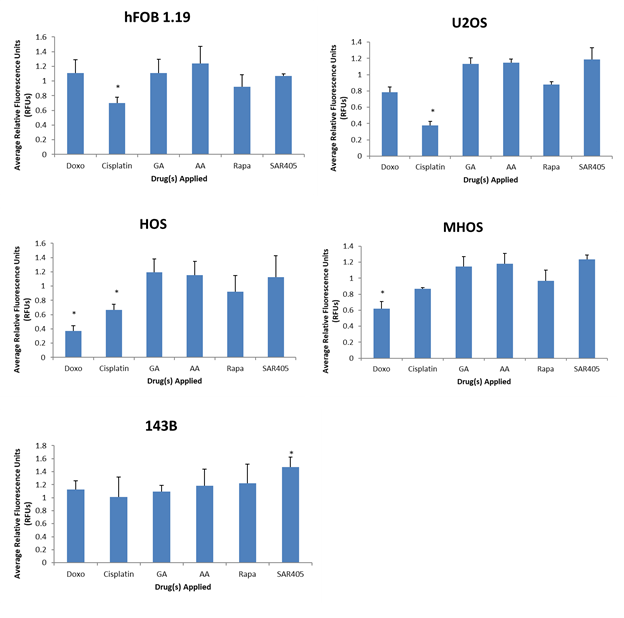 hFOB 1.19
Average Relative Fluorescence Units
(RFUs)
1.6
1.4
1.2
1
0.8
0.6
0.4
0.2
0
*
Doxo Cisplatin GA AA Rapa SAR405
Drug(s) Applied
U2OS
Average Relative Fluorescence Units
(RFUs)
1.4
1.2
1
0.8
0.6
0.4
0.2
0
*
Doxo Cisplatin GA AA Rapa SAR405
Drug(s) Applied
HOS
Average Relative Fluorescence Units
(RFUs)
1.6
1.4
1.2
1
0.8
0.6
0.4
0.2
0
* *
Doxo Cisplatin GA AA Rapa SAR405
Drug(s) Applied
MHOS
Average Relative Fluorescence Units
(RFUs)
1.4
1.2
1
0.8
0.6
0.4
0.2
0
*
Doxo Cisplatin GA AA Rapa SAR405
Drug(s) Applied
143B
Average Relative Fluorescence Units
(RFUs)
1.8
1.6
1.4
1.2
1
0.8
0.6
0.4
0.2
0
*
Doxo Cisplatin GA AA Rapa SAR405
Drug(s) Applied